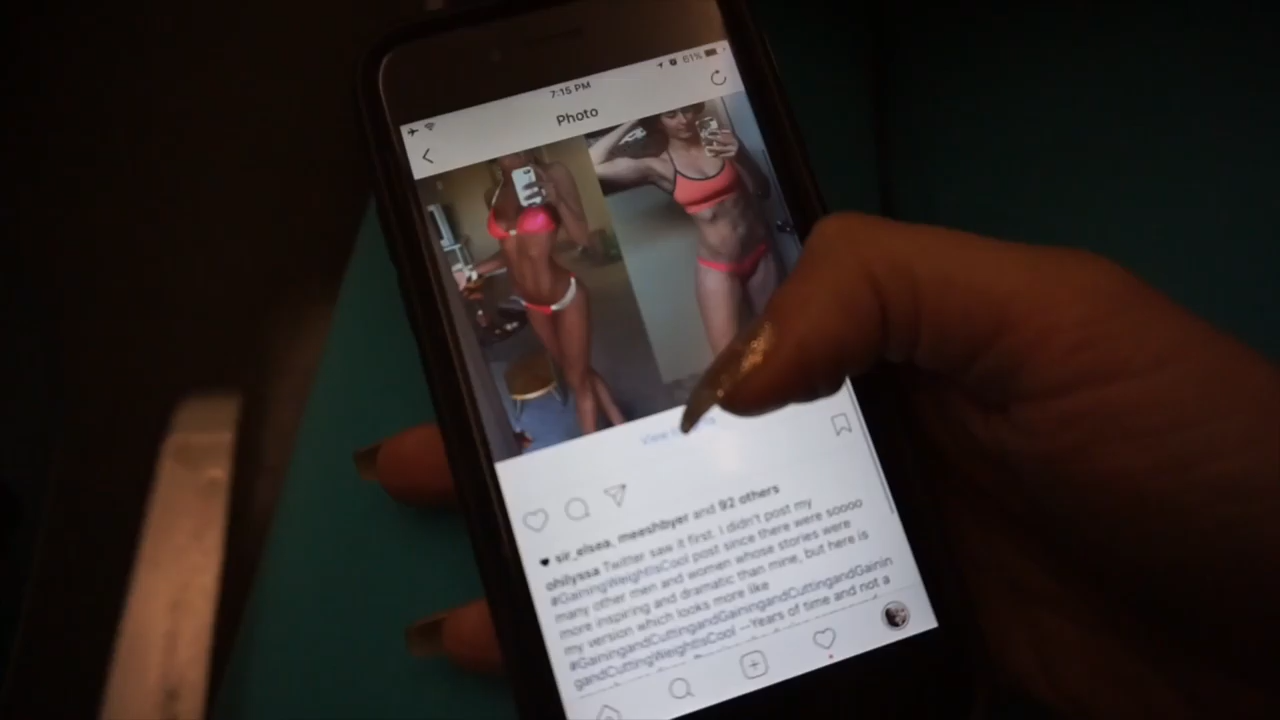 7:15 PM
61%
Photo
sir_elsea, meeshbyer and 92 others
ohilyssa Twitter saw it first. I didn't post my
#GainingWeightIsCool post since there were soooo
many other men and women whose stories were
more inspiring and dramatic than mine, but here is
my version which looks more like
#GainingandCuttingandGainingandCuttingandGainin
gandCuttingWeightIsCool --Years of time and not a